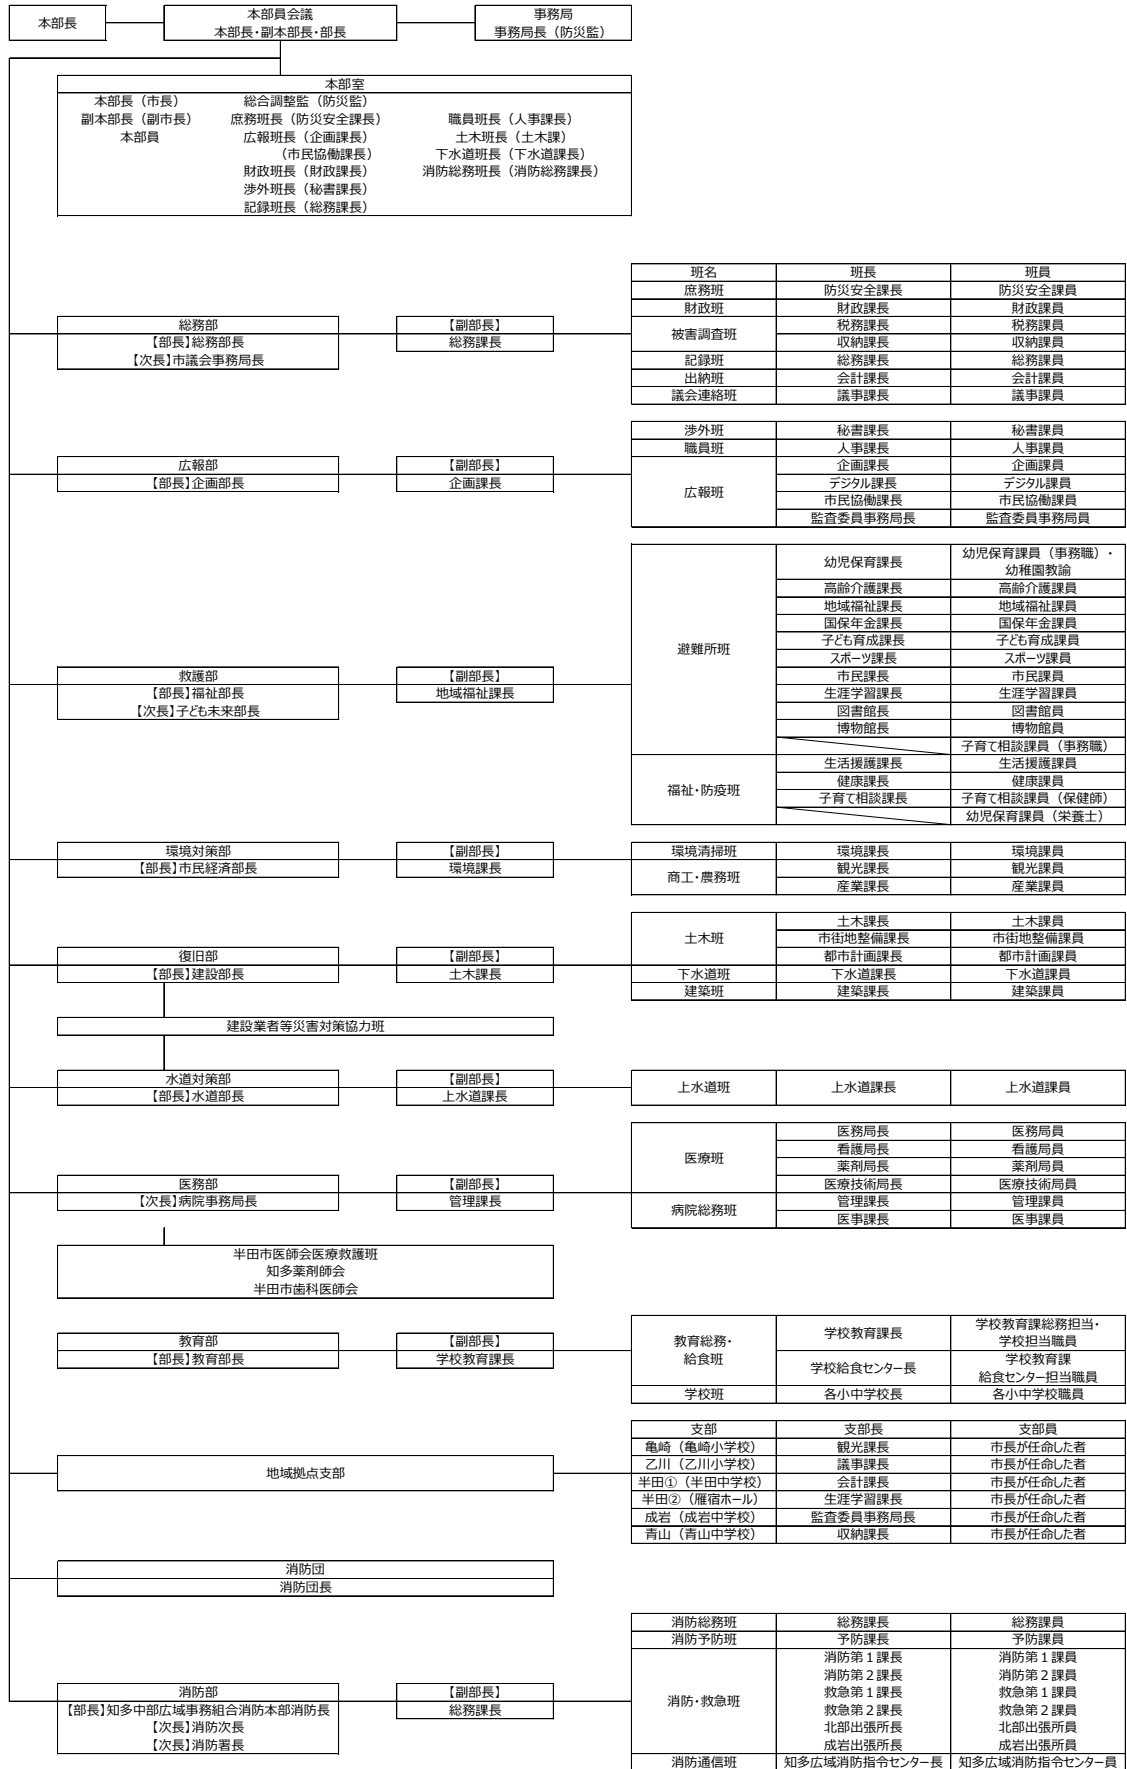 本部長
本部員会議
本部長・副本部長・部長
事務局
事務局長（防災監）
本部室
本部長（市長） 総合調整監（防災監）
副本部長（副市長） 庶務班長（防災安全課長） 職員班長（人事課長）
本部員 広報班長（企画課長） 土木班長（土木課）
（市民協働課長） 下水道班長（下水道課長）
財政班長（財政課長） 消防総務班長（消防総務課長）
渉外班長（秘書課長）
記録班長（総務課長）
班名 班長 班員
庶務班 防災安全課長 防災安全課員
財政班 財政課長 財政課員
総務部 【副部長】 被害調査班 税務課長 税務課員
【部長】総務部長 総務課長 収納課長 収納課員
【次長】市議会事務局長 記録班 総務課長 総務課員
出納班 会計課長 会計課員
議会連絡班 議事課長 議事課員
渉外班 秘書課長 秘書課員
職員班 人事課長 人事課員
広報部 【副部長】 広報班 企画課長 企画課員
【部長】企画部長 企画課長 デジタル課長 デジタル課員
市民協働課長 市民協働課員
監査委員事務局長 監査委員事務局員
避難所班 幼児保育課長 幼児保育課員（事務職）・
幼稚園教諭
高齢介護課長 高齢介護課員
地域福祉課長 地域福祉課員
国保年金課長 国保年金課員
子ども育成課長 子ども育成課員
スポーツ課長 スポーツ課員
救護部 【副部長】 市民課長 市民課員
【部長】福祉部長 地域福祉課長 生涯学習課長 生涯学習課員
【次長】子ども未来部長 図書館長 図書館員
博物館長 博物館員
子育て相談課員（事務職）
福祉・防疫班 生活援護課長 生活援護課員
健康課長 健康課員
子育て相談課長 子育て相談課員（保健師）
幼児保育課員（栄養士）
環境対策部 【副部長】 環境清掃班 環境課長 環境課員
【部長】市民経済部長 環境課長 商工・農務班 観光課長 観光課員
産業課長 産業課員
土木班 土木課長 土木課員
市街地整備課長 市街地整備課員
復旧部 【副部長】 都市計画課長 都市計画課員
【部長】建設部長 土木課長 下水道班 下水道課長 下水道課員
建築班 建築課長 建築課員
建設業者等災害対策協力班
水道対策部 【副部長】 上水道班 上水道課長 上水道課員
【部長】水道部長 上水道課長
医療班 医務局長 医務局員
看護局長 看護局員
薬剤局長 薬剤局員
医務部 【副部長】 医療技術局長 医療技術局員
【次長】病院事務局長 管理課長 病院総務班 管理課長 管理課員
医事課長 医事課員
半田市医師会医療救護班
知多薬剤師会
半田市歯科医師会
教育部 【副部長】 教育総務・ 学校教育課長 学校教育課総務担当・
学校担当職員
【部長】教育部長 学校教育課長 給食班 学校給食センター長 学校教育課
給食センター担当職員
学校班 各小中学校長 各小中学校職員
支部 支部長 支部員
亀崎（亀崎小学校） 観光課長 市長が任命した者
地域拠点支部 乙川（乙川小学校） 議事課長 市長が任命した者
半田①（半田中学校） 会計課長 市長が任命した者
半田②（雁宿ホール） 生涯学習課長 市長が任命した者
成岩（成岩中学校） 監査委員事務局長 市長が任命した者
青山（青山中学校） 収納課長 市長が任命した者
消防団
消防団長
消防総務班 総務課長 総務課員
消防予防班 予防課長 予防課員
消防・救急班 消防第１課長 消防第１課員
消防第２課長 消防第２課員
消防部 【副部長】 救急第１課長 救急第１課員
【部長】知多中部広域事務組合消防本部消防長 総務課長 救急第２課長 救急第２課員
【次長】消防次長 北部出張所長 北部出張所員
【次長】消防署長 成岩出張所長 成岩出張所員
消防通信班 知多広域消防指令センター長 知多広域消防指令センター員